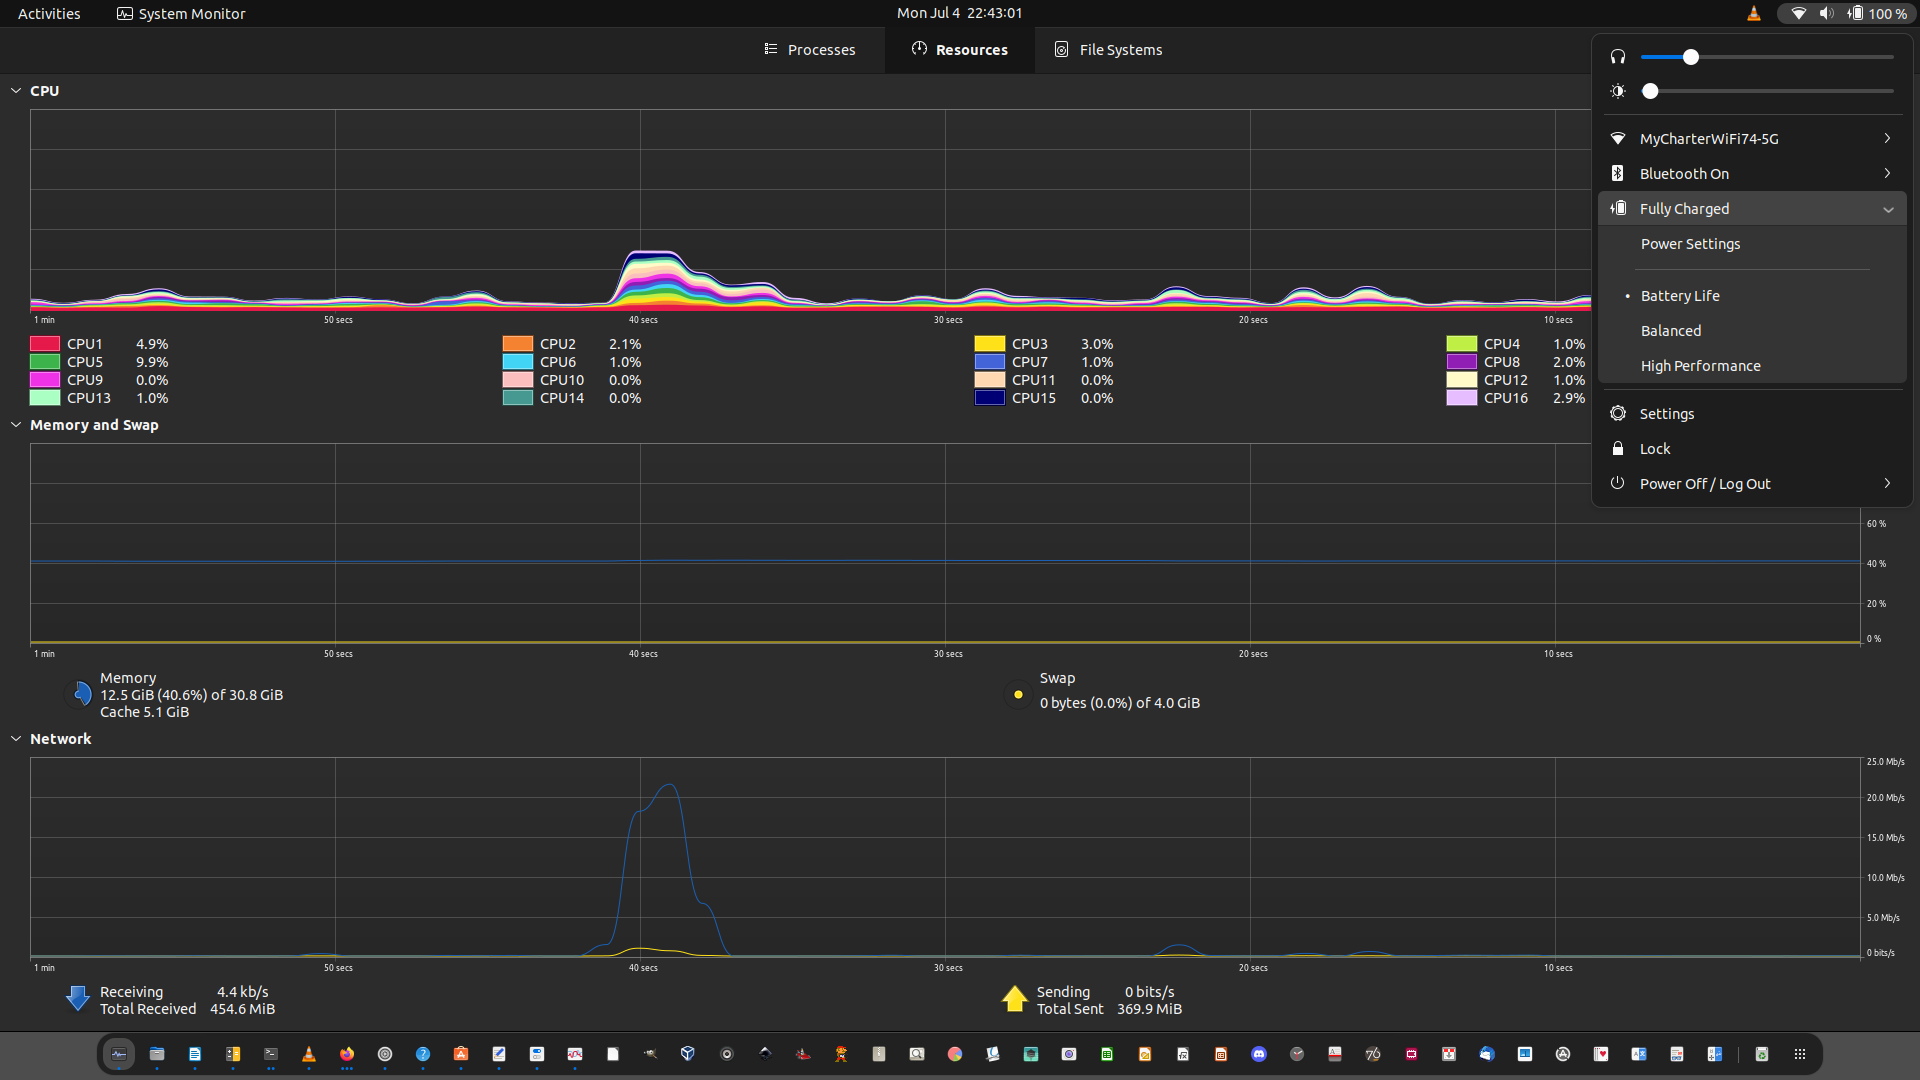 Activities System Monitor Mon Jul 4 22:43:01 100 %
Processes Resources File Systems
CPU
1 min 50 secs 40 secs 30 secs 20 secs 10 secs
CPU1 4.9% CPU2 2.1% CPU3 3.0% CPU4 1.0%
CPU5 9.9% CPU6 1.0% CPU7 1.0% CPU8 2.0%
CPU9 0.0% CPU10 0.0% CPU11 0.0% CPU12 1.0%
CPU13 1.0% CPU14 0.0% CPU15 0.0% CPU16 2.9%
MyCharterWiFi74-5G
Bluetooth On
Fully Charged
Power Settings
Battery Life
Balanced
High Performance
Settings
Lock
Power Off / Log Out
Memory and Swap
60 %
40 %
20 %
0 %
1 min 50 secs 40 secs 30 secs 20 secs 10 secs
Memory
12.5 GiB (40.6%) of 30.8 GiB
Cache 5.1 GiB
Swap
0 bytes (0.0%) of 4.0 GiB
Network
25.0 Mb/s
20.0 Mb/s
15.0 Mb/s
10.0 Mb/s
5.0 Mb/s
0 bits/s
1 min 50 secs 40 secs 30 secs 20 secs 10 secs
Receiving 4.4 kb/s
Total Received 454.6 MiB
Sending 0 bits/s
Total Sent 369.9 MiB